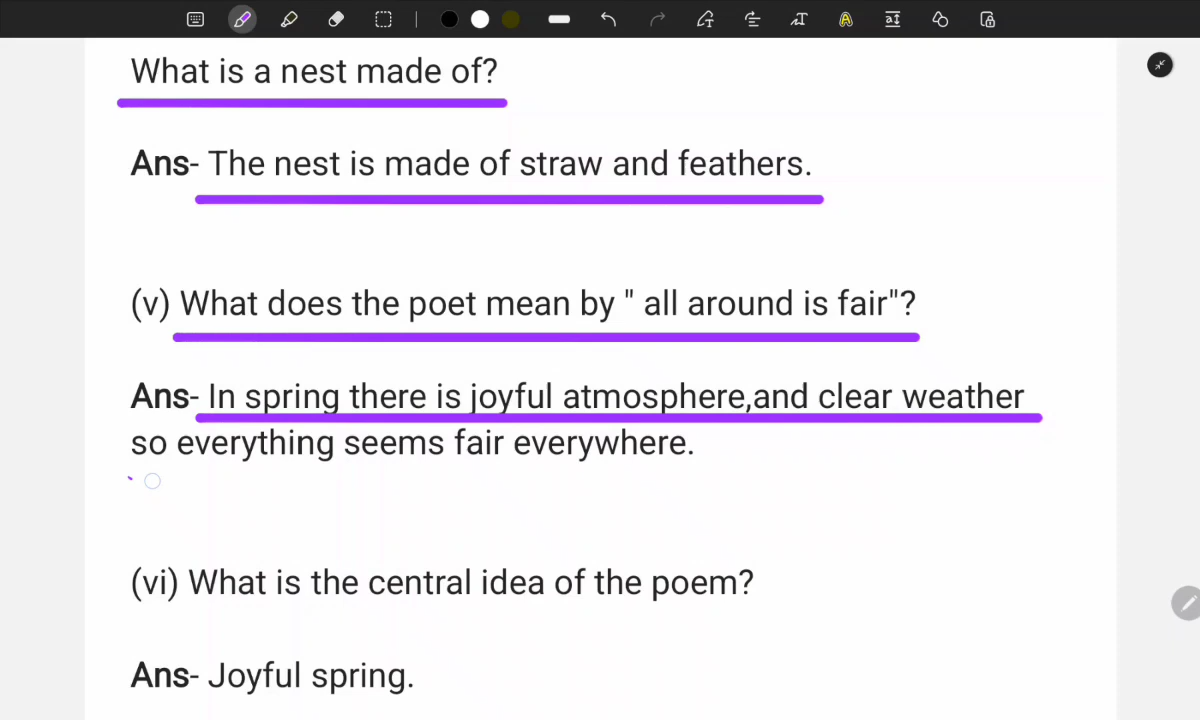 What is a nest made of?
Ans- The nest is made of straw and feathers.
(v) What does the poet mean by " all around is fair"?
Ans- In spring there is joyful atmosphere,and clear weather
so everything seems fair everywhere.
(vi) What is the central idea of the poem?
Ans- Joyful spring.